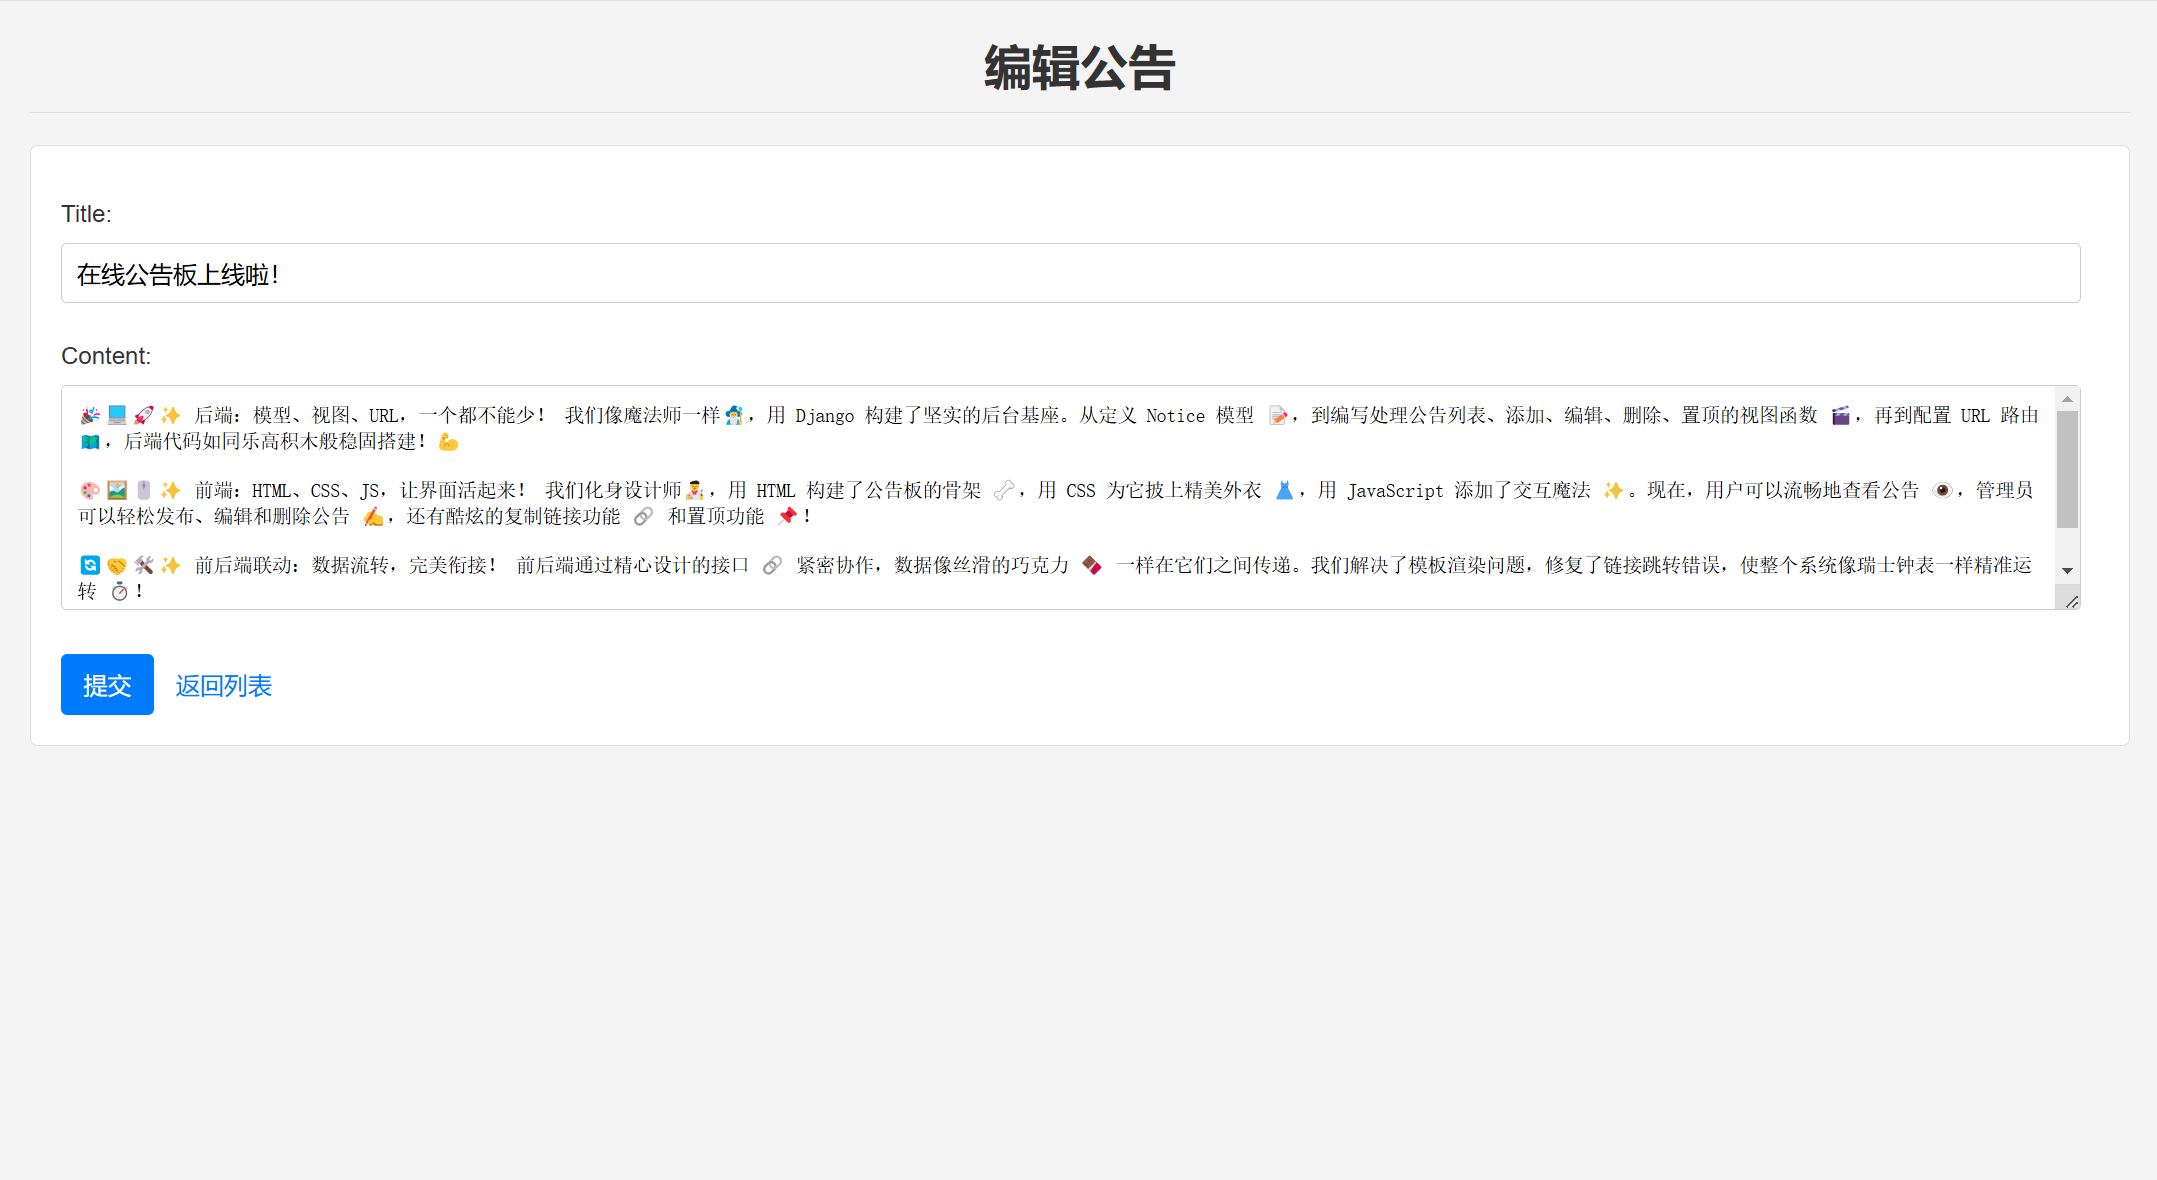 编辑公告
Title:
在线公告板上线啦！
Content:
🎉💻🚀✨ 后端：模型、视图、URL，一个都不能少！ 我们像魔法师一样🧙‍♂️，用 Django 构建了坚实的后台基座。从定义 Notice 模型 📝，到编写处理公告列表、添加、编辑、删除、置顶的视图函数 🎬，再到配置 URL 路由
🗺️，后端代码如同乐高积木般稳固搭建！💪
🎨🖼️🖱️✨ 前端：HTML、CSS、JS，让界面活起来！ 我们化身设计师👨‍🎨，用 HTML 构建了公告板的骨架 🦴，用 CSS 为它披上精美外衣 👗，用 JavaScript 添加了交互魔法 ✨。现在，用户可以流畅地查看公告 👁️，管理员
可以轻松发布、编辑和删除公告 ✍️，还有酷炫的复制链接功能 🔗 和置顶功能 📌！
🔄🤝🛠️✨ 前后端联动：数据流转，完美衔接！ 前后端通过精心设计的接口 🔗 紧密协作，数据像丝滑的巧克力 🍫 一样在它们之间传递。我们解决了模板渲染问题，修复了链接跳转错误，使整个系统像瑞士钟表一样精准运
转 ⏱️！
提交 返回列表